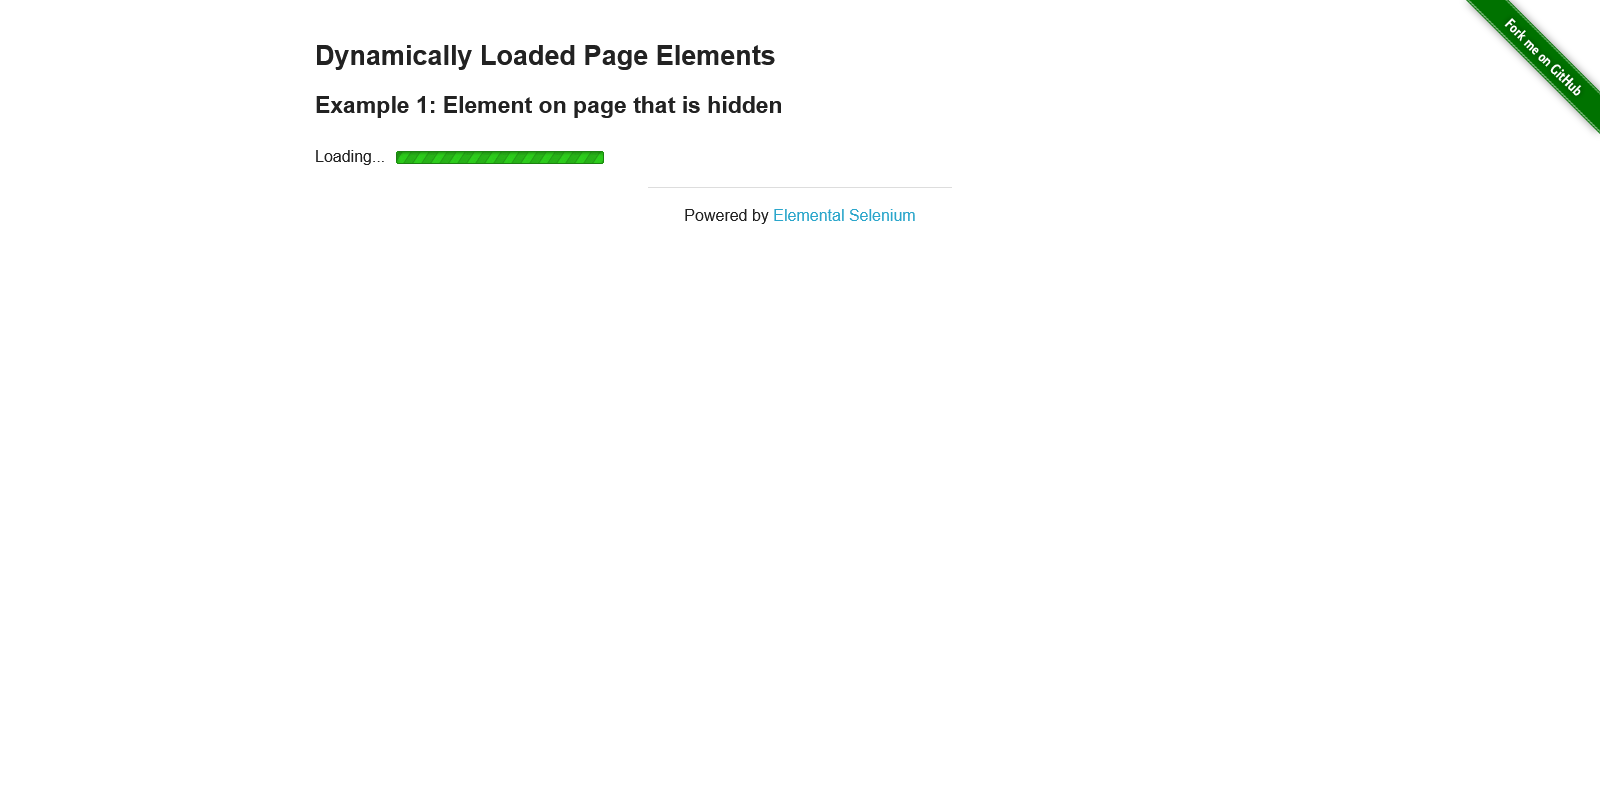 Dynamically Loaded Page Elements
Example 1: Element on page that is hidden
Loading...
Powered by Elemental Selenium
Fork me on GitHub